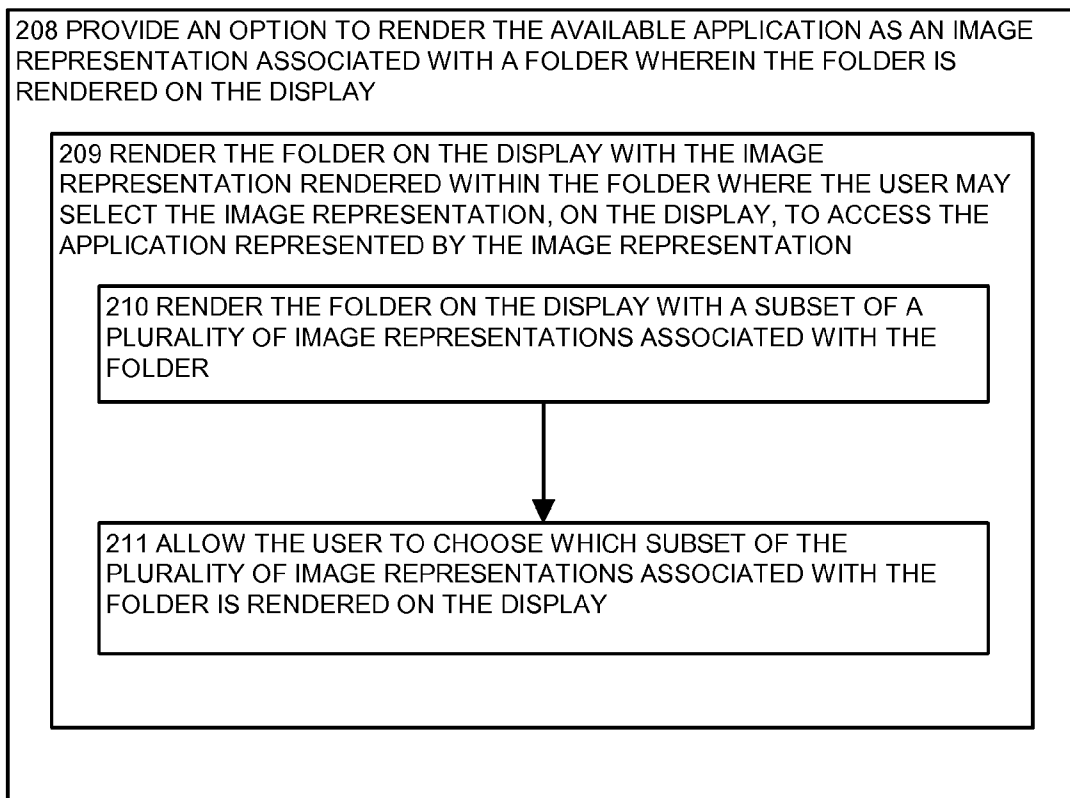 208 PROVIDE AN OPTION TO RENDER THE AVAILABLE APPLICATION AS AN IMAGE
REPRESENTATION ASSOCIATED WITH A FOLDER WHEREIN THE FOLDER IS
RENDERED ON THE DISPLAY
209 RENDER THE FOLDER ON THE DISPLAY WITH THE IMAGE
REPRESENTATION RENDERED WITHIN THE FOLDER WHERE THE USER MAY
SELECT THE IMAGE REPRESENTATION, ON THE DISPLAY, TO ACCESS THE
APPLICATION REPRESENTED BY THE IMAGE REPRESENTATION
210 RENDER THE FOLDER ON THE DISPLAY WITH A SUBSET OF A
PLURALITY OF IMAGE REPRESENTATIONS ASSOCIATED WITH THE
FOLDER
211 ALLOW THE USER TO CHOOSE WHICH SUBSET OF THE
PLURALITY OF IMAGE REPRESENTATIONS ASSOCIATED WITH THE
FOLDER IS RENDERED ON THE DISPLAY